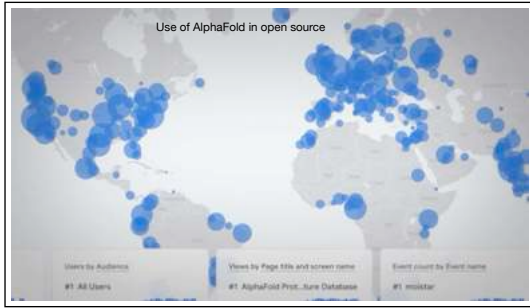 Use of AlphaFold in open source
Users by Audience
Views by Page title and screen name
Event count by Event name
#1 All Users
#1 AlphaFold Prot...ture Database
#1 molstar